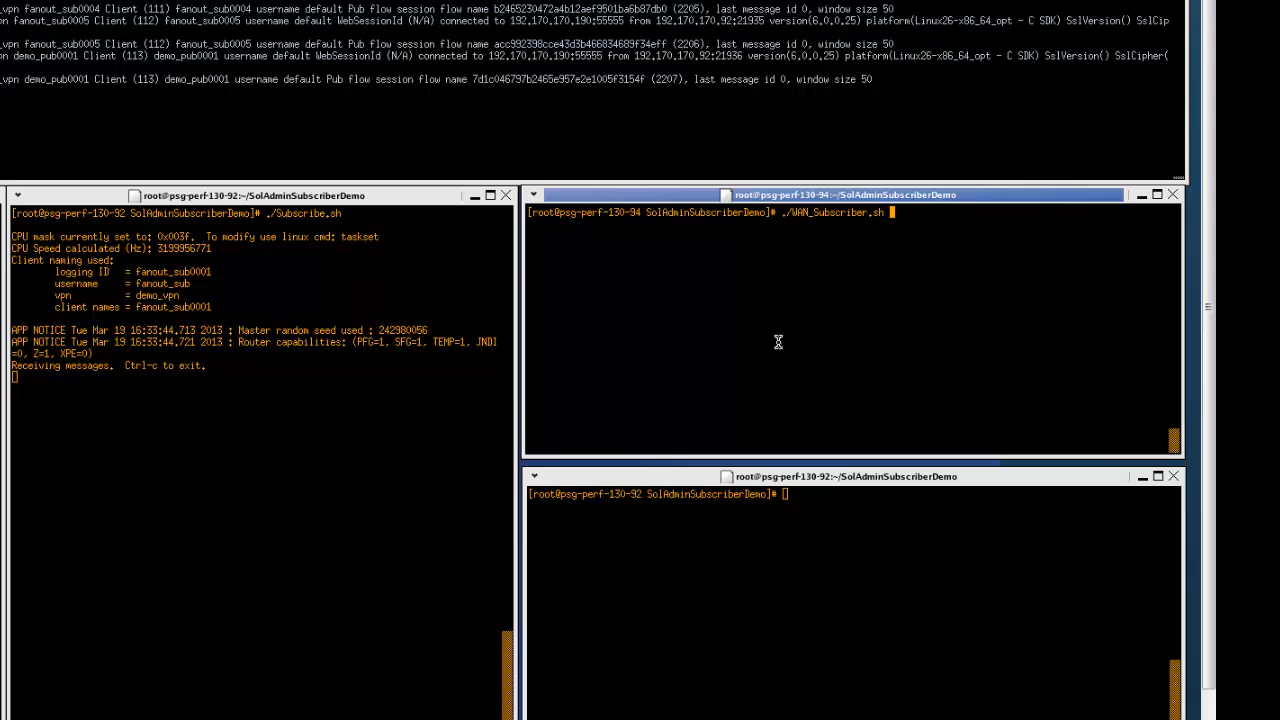 _vpn fanout_sub0004 Client (111) fanout_sub0004 username default Pub flow session flow name b2465230472a4b12aef9501ba6b87db0 (2205), last message id 0, window size 50
_vpn fanout_sub0005 Client (112) fanout_sub0005 username default WebSessionId (N/A) connected to 192.170.170.190:55555 from 192.170.170.92:21935 version(6.0.0.25) platform(Linux26-x86_64_opt - C SDK) SslVersion() SslCip
_vpn fanout_sub0005 Client (112) fanout_sub0005 username default Pub flow session flow name acc992398cce43d3b466834689f34eff (2206), last message id 0, window size 50
_vpn demo_pub0001 Client (113) demo_pub0001 username default WebSessionId (N/A) connected to 192.170.170.190:55555 from 192.170.170.92:21936 version(6.0.0.25) platform(Linux26-x86_64_opt - C SDK) SslVersion() SslCipher(
_vpn demo_pub0001 Client (113) demo_pub0001 username default Pub flow session flow name 7d1c046797b2465e957e2e1005f3154f (2207), last message id 0, window size 50
root@psg-perf-130-92:~/SolAdminSubscriberDemo
[root@psg-perf-130-92 SolAdminSubscriberDemo]# ./Subscribe.sh
CPU mask currently set to: 0x003f.  To modify use linux cmd: taskset
CPU Speed calculated (Hz): 3199956771
Client naming used:
logging ID   = fanout_sub0001
username     = fanout_sub
vpn          = demo_vpn
client names = fanout_sub0001
APP NOTICE Tue Mar 19 16:33:44.713 2013 : Master random seed used : 242980056
APP NOTICE Tue Mar 19 16:33:44.721 2013 : Router capabilities: (PFG=1, SFG=1, TEMP=1, JNDI
=0, Z=1, XPE=0)
Receiving messages.  Ctrl-c to exit.
root@psg-perf-130-94:~/SolAdminSubscriberDemo
[root@psg-perf-130-94 SolAdminSubscriberDemo]# ./WAN_Subscriber.sh
root@psg-perf-130-92:~/SolAdminSubscriberDemo
[root@psg-perf-130-92 SolAdminSubscriberDemo]#